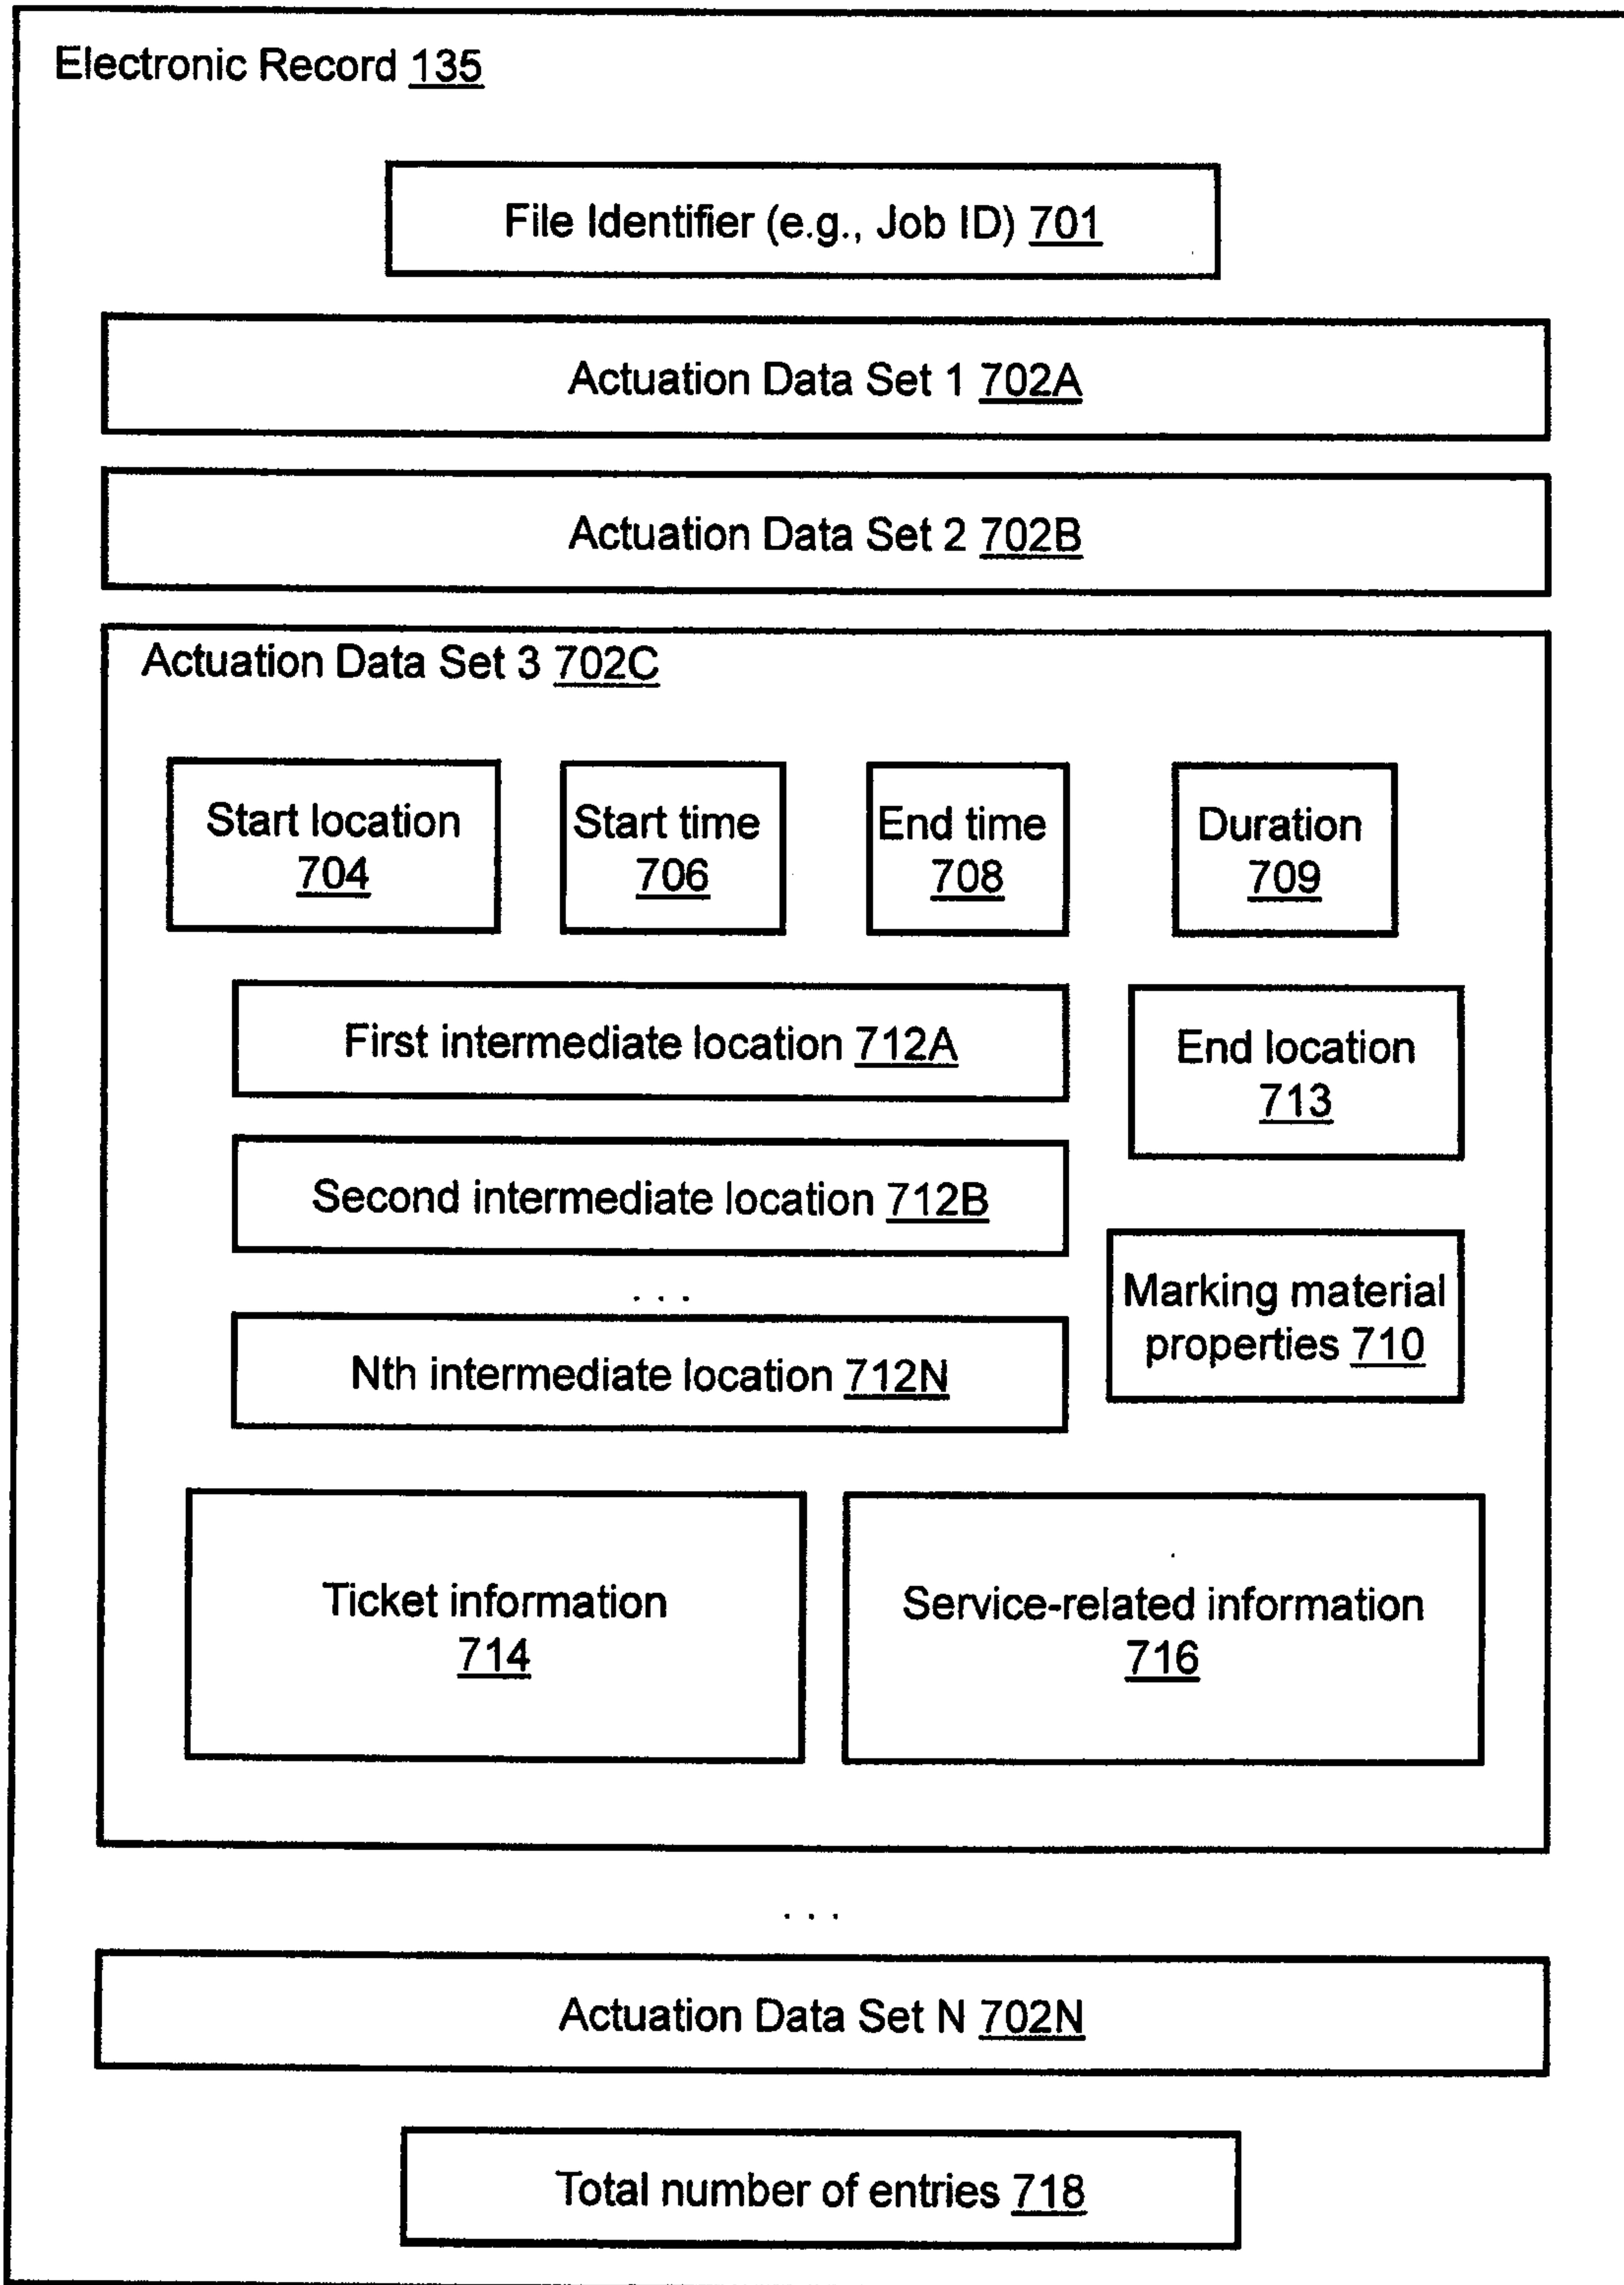 Electronic Record 135
File Identifier (e.g., Job ID) 701
Actuation Data Set 1 702A
Actuation Data Set 2 702B
Actuation Data Set 3 702C
Start location
704
Start time
706
End time
708
Duration
709
First intermediate location 712A
End location
713
Second intermediate location 712B
. . .
Marking material
properties 710
Nth intermediate location 712N
Ticket information
714
Service-related information
716
. . .
Actuation Data Set N 702N
Total number of entries 718